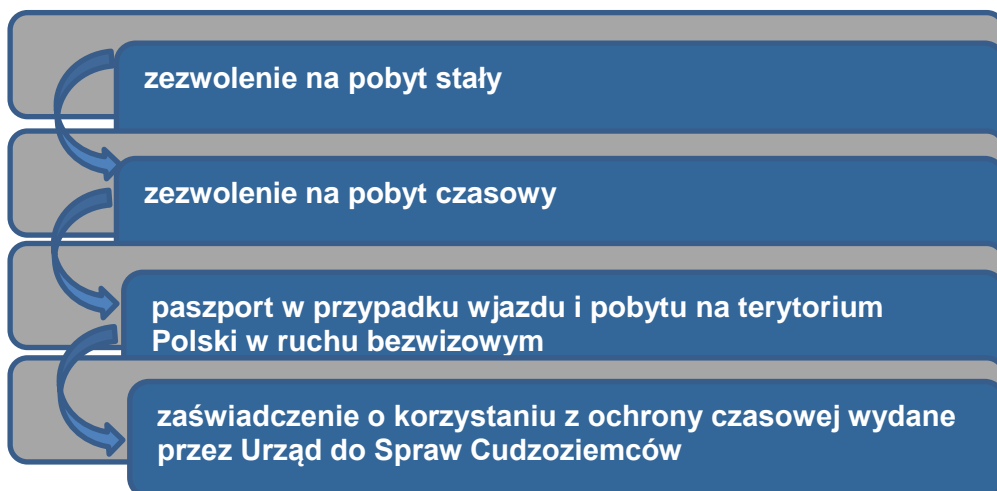 zezwolenie na pobyt stały
zezwolenie na pobyt czasowy
paszport w przypadku wjazdu i pobytu na terytorium
Polski w ruchu bezwizowym
zaświadczenie o korzystaniu z ochrony czasowej wydane
przez Urząd do Spraw Cudzoziemców